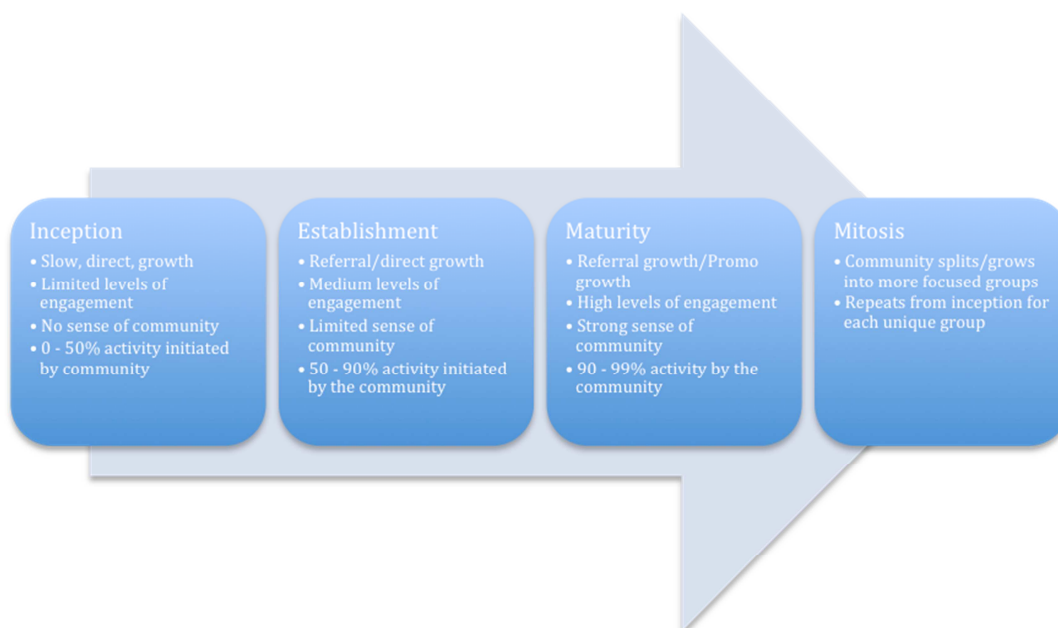 Inception
• Slow, direct, growth
• Limited levels of
engagement
• No sense of community
• 0 - 50% activity initiated
by community
Establishment
• Referral/direct growth
• Medium levels of
engagement
• Limited sense of
community
• 50 - 90% activity initiated
by the community
Maturity
• Referral growth/Promo
growth
• High levels of engagement
• Strong sense of
community
• 90 - 99% activity by the
community
Mitosis
• Community splits/grows
into more focused groups
• Repeats from inception for
each unique group